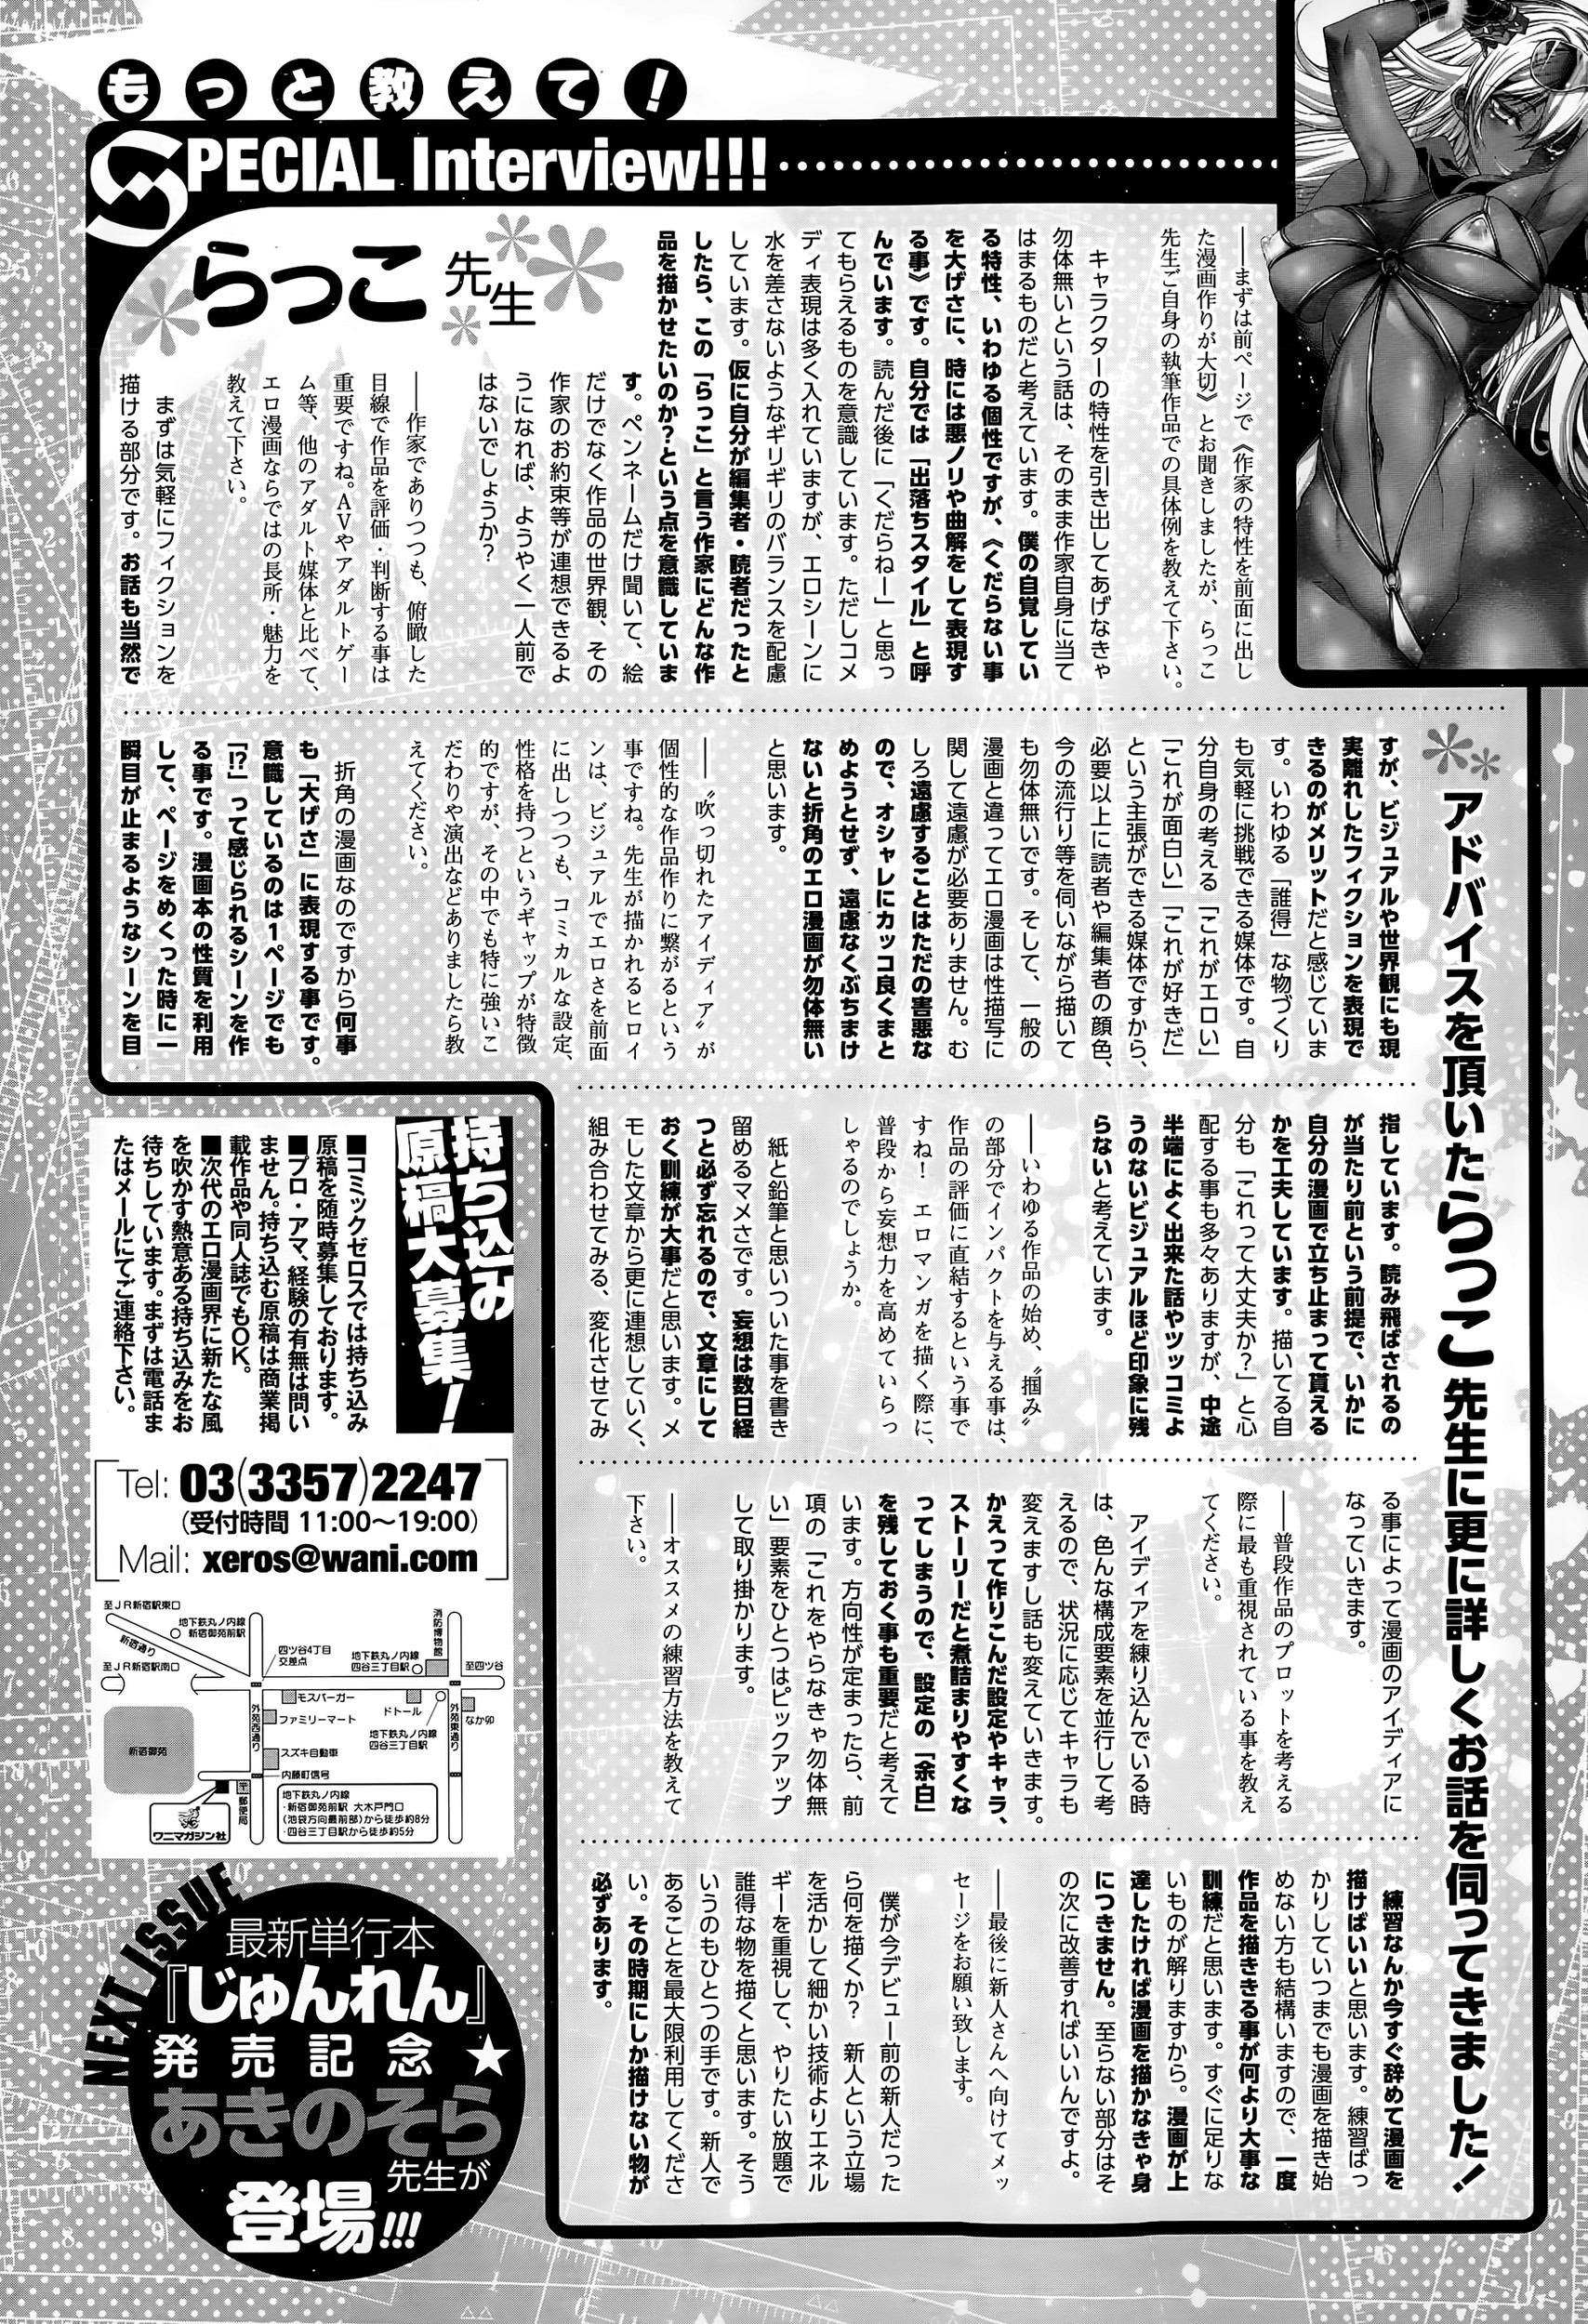 もっと教えて！
SPECIAL Interview!!!
らっこ先生
アドバイスを頂いたらっこ先生に更に詳しくお話を伺ってきました！
――まずは前ページで《作家の特性を前面に出し
た漫画作りが大切》とお聞きしましたが、らっこ
先生ご自身の執筆作品での具体例を教えて下さい。
キャラクターの特性を引き出してあげなきゃ
勿体無いという話は、そのまま作家自身に当て
はまるものだと考えています。僕の自覚してい
る特性、いわゆる個性ですが、《くだらない事
を大げさに、時には悪ノリや曲解をして表現す
る事》です。自分では「出落ちスタイル」と呼
んでいます。読んだ後に「くだらねー」と思っ
てもらえるものを意識しています。ただしコメ
ディ表現は多く入れていますが、エロシーンに
水を差さないようなギリギリのバランスを配慮
しています。仮に自分が編集者・読者だったと
したら、この「らっこ」と言う作家にどんな作
品を描かせたいのか？という点を意識していま
す。ペンネームだけ聞いて、絵
だけでなく作品の世界観、その
作家のお約束等が連想できるよ
うになれば、ようやく一人前で
はないでしょうか？
――作家でありつつも、俯瞰した
目線で作品を評価・判断する事は
重要ですね。AVやアダルトゲー
ム等、他のアダルト媒体と比べて、
エロ漫画ならではの長所・魅力を
教えて下さい。
まずは気軽にフィクションを
描ける部分です。お話も当然で
すが、ビジュアルや世界観にも現
実離れしたフィクションを表現で
きるのがメリットだと感じていま
す。いわゆる「誰得」な物づくり
も気軽に挑戦できる媒体です。自
分自身の考える「これがエロい」
「これが面白い」「これが好きだ」
という主張ができる媒体ですから、
必要以上に読者や編集者の顔色、
今の流行り等を伺いながら描いて
も勿体無いです。そして、一般の
漫画と違ってエロ漫画は性描写に
関して遠慮が必要ありません。む
しろ遠慮することはただの害悪な
ので、オシャレにカッコ良くまと
めようとせず、遠慮なくぶちまけ
ないと折角のエロ漫画が勿体無い
と思います。
――〝吹っ切れたアイディア〟が
個性的な作品作りに繋がるという
事ですね。先生が描かれるヒロイ
ンは、ビジュアルでエロさを前面
に出しつつも、コミカルな設定、
性格を持つというギャップが特徴
的ですが、その中でも特に強いこ
だわりや演出などありましたら教
えてください。
折角の漫画なのですから何事
も「大げさ」に表現する事です。
意識しているのは1ページでも
「!?」って感じられるシーンを作
る事です。漫画本の性質を利用
して、ページをめくった時に一
瞬目が止まるようなシーンを目
指しています。読み飛ばされるの
が当たり前という前提で、いかに
自分の漫画で立ち止まって貰える
かを工夫しています。描いてる自
分も「これって大丈夫か？」と心
配する事も多々ありますが、中途
半端によく出来た話やツッコミよ
うのないビジュアルほど印象に残
らないと考えています。
――いわゆる作品の始め、〝掴み〟
の部分でインパクトを与える事は、
作品の評価に直結するという事で
すね！　エロマンガを描く際に、
普段から妄想力を高めていらっ
しゃるのでしょうか。
紙と鉛筆と思いついた事を書き
留めるマメさです。妄想は数日経
つと必ず忘れるので、文章にして
おく訓練が大事だと思います。メ
モした文章から更に連想していく、
組み合わせてみる、変化させてみ
る事によって漫画のアイディアに
なっていきます。
――普段作品のプロットを考える
際に最も重視されている事を教え
てください。
アイディアを練り込んでいる時
は、色んな構成要素を並行して考
えるので、状況に応じてキャラも
変えますし話も変えていきます。
かえって作りこんだ設定やキャラ、
ストーリーだと煮詰まりやすくな
ってしまうので、設定の「余白」
を残しておく事も重要だと考えて
います。方向性が定まったら、前
項の「これをやらなきゃ勿体無
い」要素をひとつはピックアップ
して取り掛かります。
――オススメの練習方法を教えて
下さい。
練習なんか今すぐ辞めて漫画を
描けばいいと思います。練習ばっ
かりしていつまでも漫画を描き始
めない方も結構いますので、一度
作品を描ききる事が何より大事な
訓練だと思います。すぐに足りな
いものが解りますから。漫画が上
達したければ漫画を描かなきゃ身
につきません。至らない部分はそ
の次に改善すればいいんですよ。
――最後に新人さんへ向けてメッ
セージをお願い致します。
僕が今デビュー前の新人だった
ら何を描くか？　新人という立場
を活かして細かい技術よりエネル
ギーを重視して、やりたい放題で
誰得な物を描くと思います。そう
いうのもひとつの手です。新人で
あることを最大限利用してくださ
い。その時期にしか描けない物が
必ずあります。
持ち込み
原稿大募集！
■コミックゼロスでは持ち込み
原稿を随時募集しております。
■プロ・アマ、経験の有無は問い
ません。持ち込む原稿は商業掲
載作品や同人誌でもOK。
■次代のエロ漫画界に新たな風
を吹かす熱意ある持ち込みをお
待ちしています。まずは電話ま
たはメールにてご連絡下さい。
Tel: 03(3357)2247
(受付時間 11:00〜19:00)
Mail: xeros@wani.com
至JR新宿駅東口
地下鉄丸ノ内線
新宿御苑前駅
新宿通り
至JR新宿駅南口
四ツ谷4丁目
交差点
地下鉄丸ノ内線
四谷三丁目駅
消防博物館
至四ツ谷
モスバーガー
ファミリーマート
ドトール
なか卯
地下鉄丸ノ内線
四谷三丁目駅
外苑西通り
外苑東通り
新宿御苑
スズキ自動車
内藤町信号
〒郵便局
ワニマガジン社
地下鉄丸ノ内線
・新宿御苑前駅 大木戸門口
(池袋方向最前部)から徒歩約8分
・四谷三丁目駅から徒歩約5分
NEXT ISSUE
最新単行本
『じゅんれん』
発売記念★
あきのそら
先生が
登場!!!